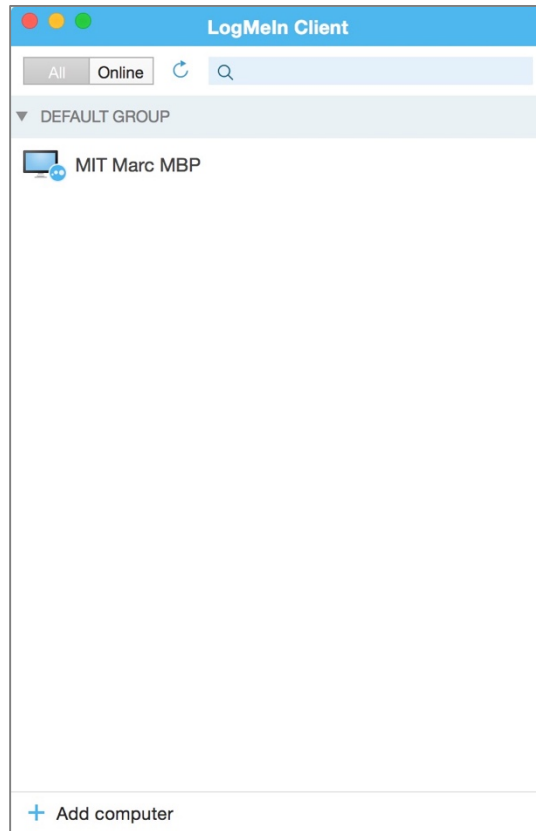 LogMeIn Client
All Online
DEFAULT GROUP
MIT Marc MBP
+ Add computer